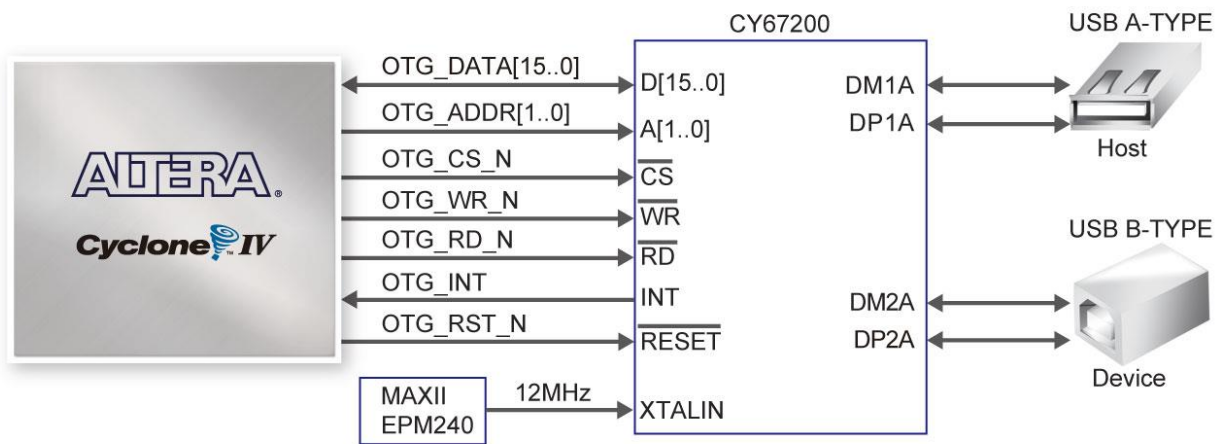 CY67200
USB A-TYPE
OTG_DATA[15..0]
D[15..0]
DM1A
OTG_ADDR[1..0]
A[1..0]
DP1A
Host
OTG_CS_N
CS
ALTERA®
OTG_WR_N
WR
USB B-TYPE
Cyclone™ IV
OTG_RD_N
RD
OTG_INT
INT
DM2A
OTG_RST_N
RESET
DP2A
Device
MAXII
EPM240
12MHz
XTALIN